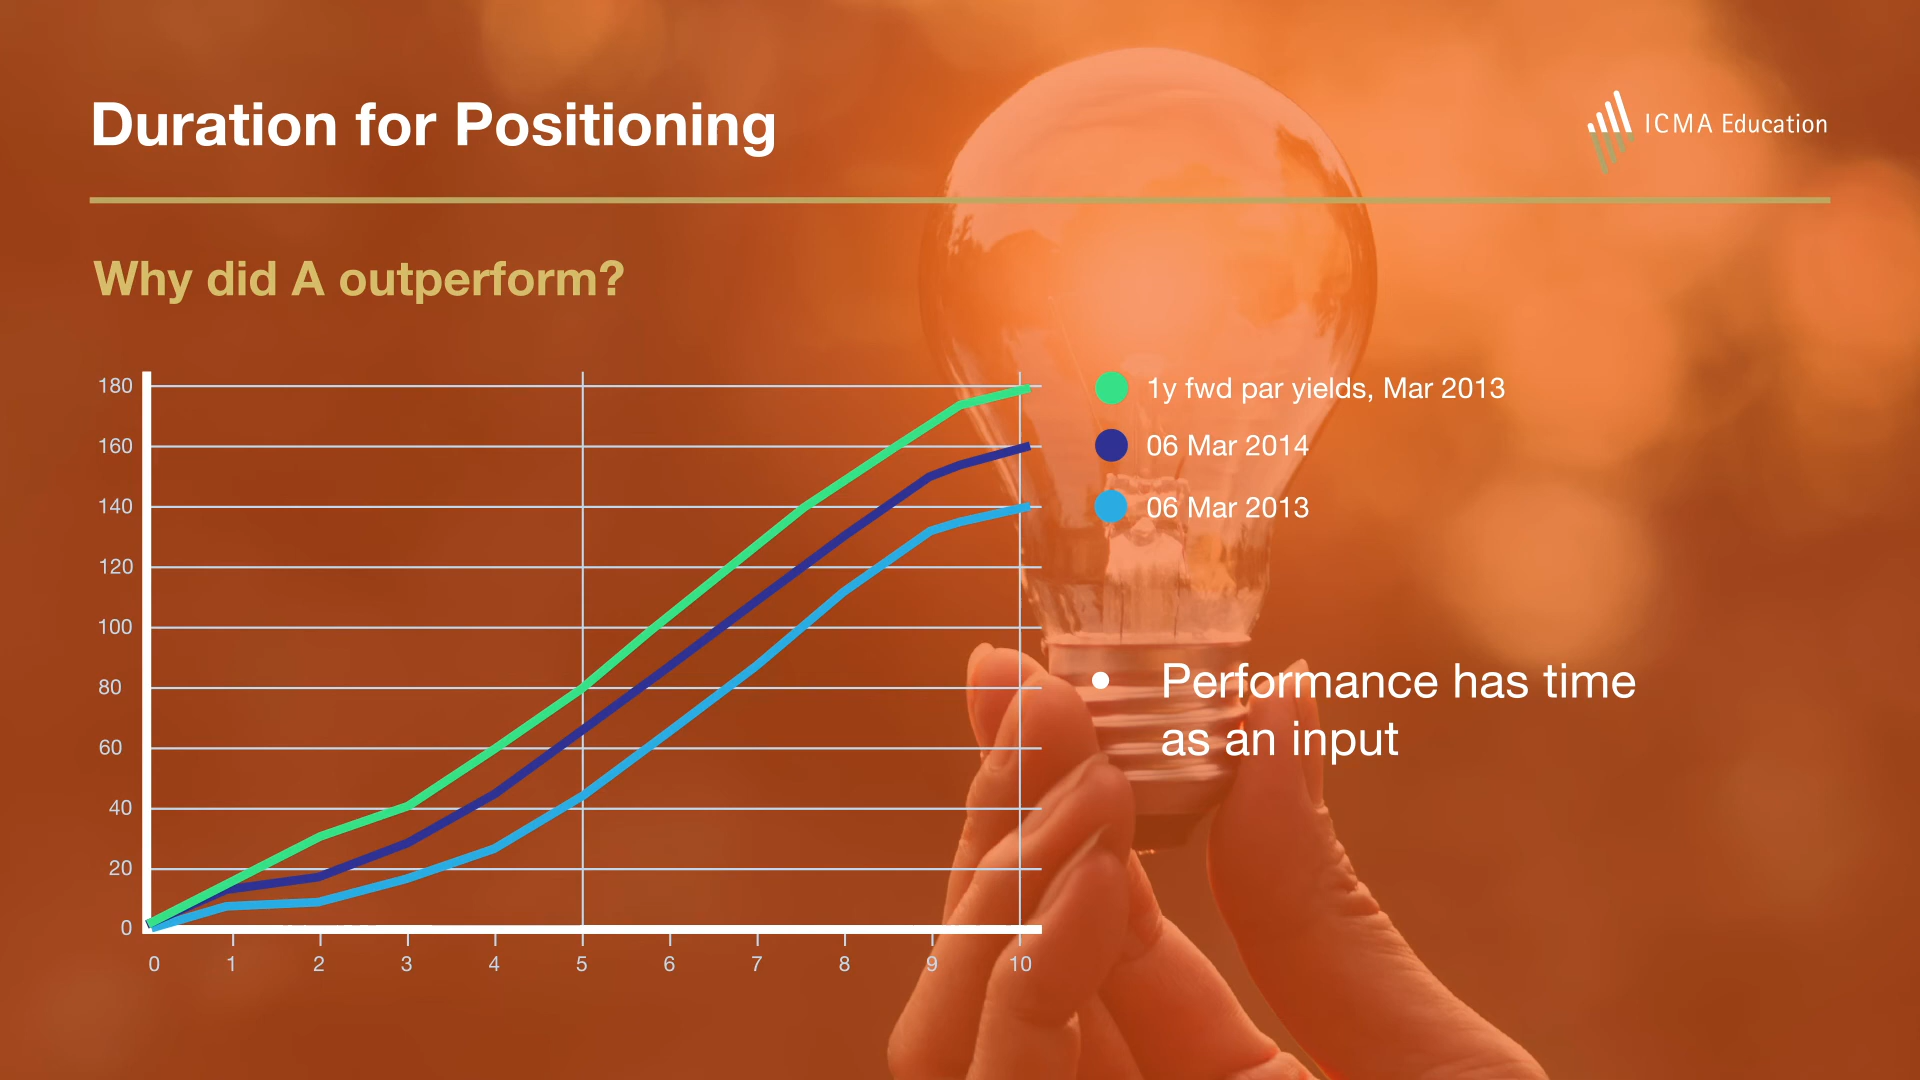 Duration for Positioning
ICMA Education
Why did A outperform?
180
160
140
120
100
80
60
40
20
0
0 1 2 3 4 5 6 7 8 9 10
1y fwd par yields, Mar 2013
06 Mar 2014
06 Mar 2013
• Performance has time
as an input